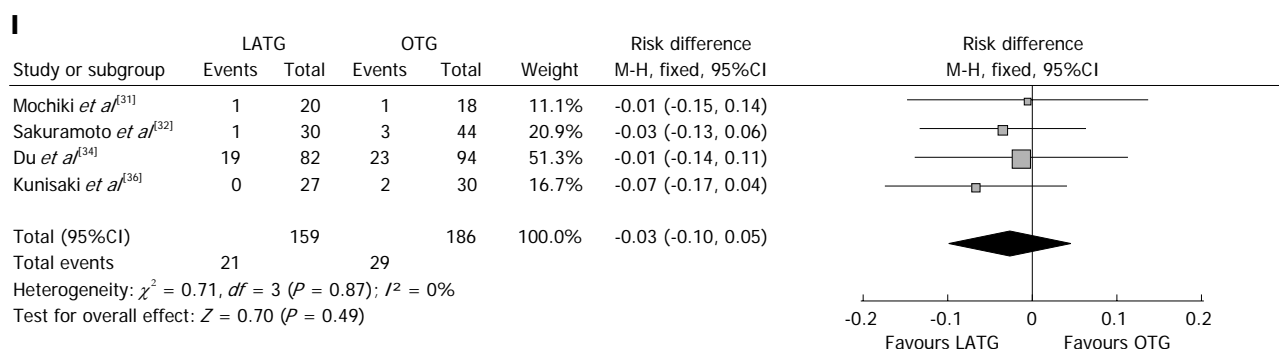 I
LATG OTG Risk difference Risk difference
Study or subgroup Events Total Events Total Weight M-H, fixed, 95%CI M-H, fixed, 95%CI
Mochiki et al[31] 1 20 1 18 11.1% -0.01 (-0.15, 0.14)
Sakuramoto et al[32] 1 30 3 44 20.9% -0.03 (-0.13, 0.06)
Du et al[34] 19 82 23 94 51.3% -0.01 (-0.14, 0.11)
Kunisaki et al[36] 0 27 2 30 16.7% -0.07 (-0.17, 0.04)
Total (95%CI) 159 186 100.0% -0.03 (-0.10, 0.05)
Total events 21 29
Heterogeneity: χ² = 0.71, df = 3 (P = 0.87); I² = 0%
Test for overall effect: Z = 0.70 (P = 0.49)
-0.2 -0.1 0 0.1 0.2
Favours LATG Favours OTG